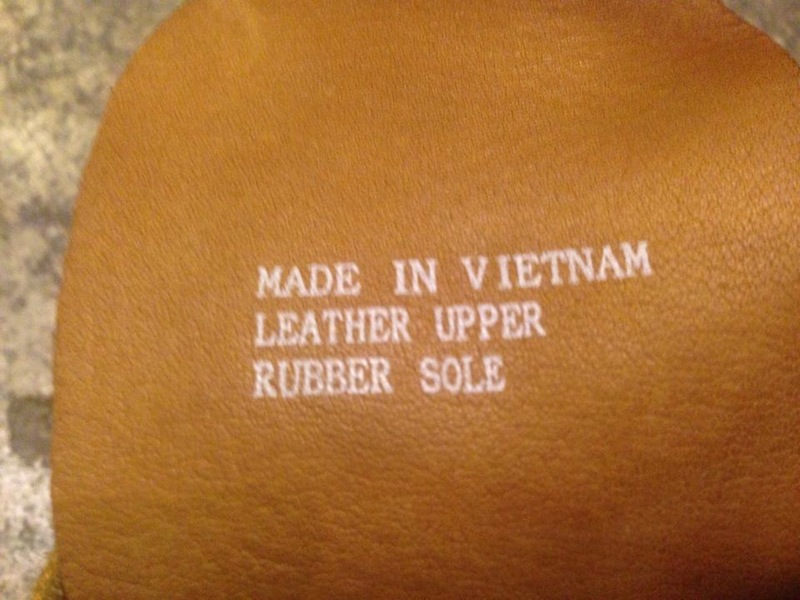 MADE IN VIETNAM
LEATHER UPPER
RUBBER SOLE